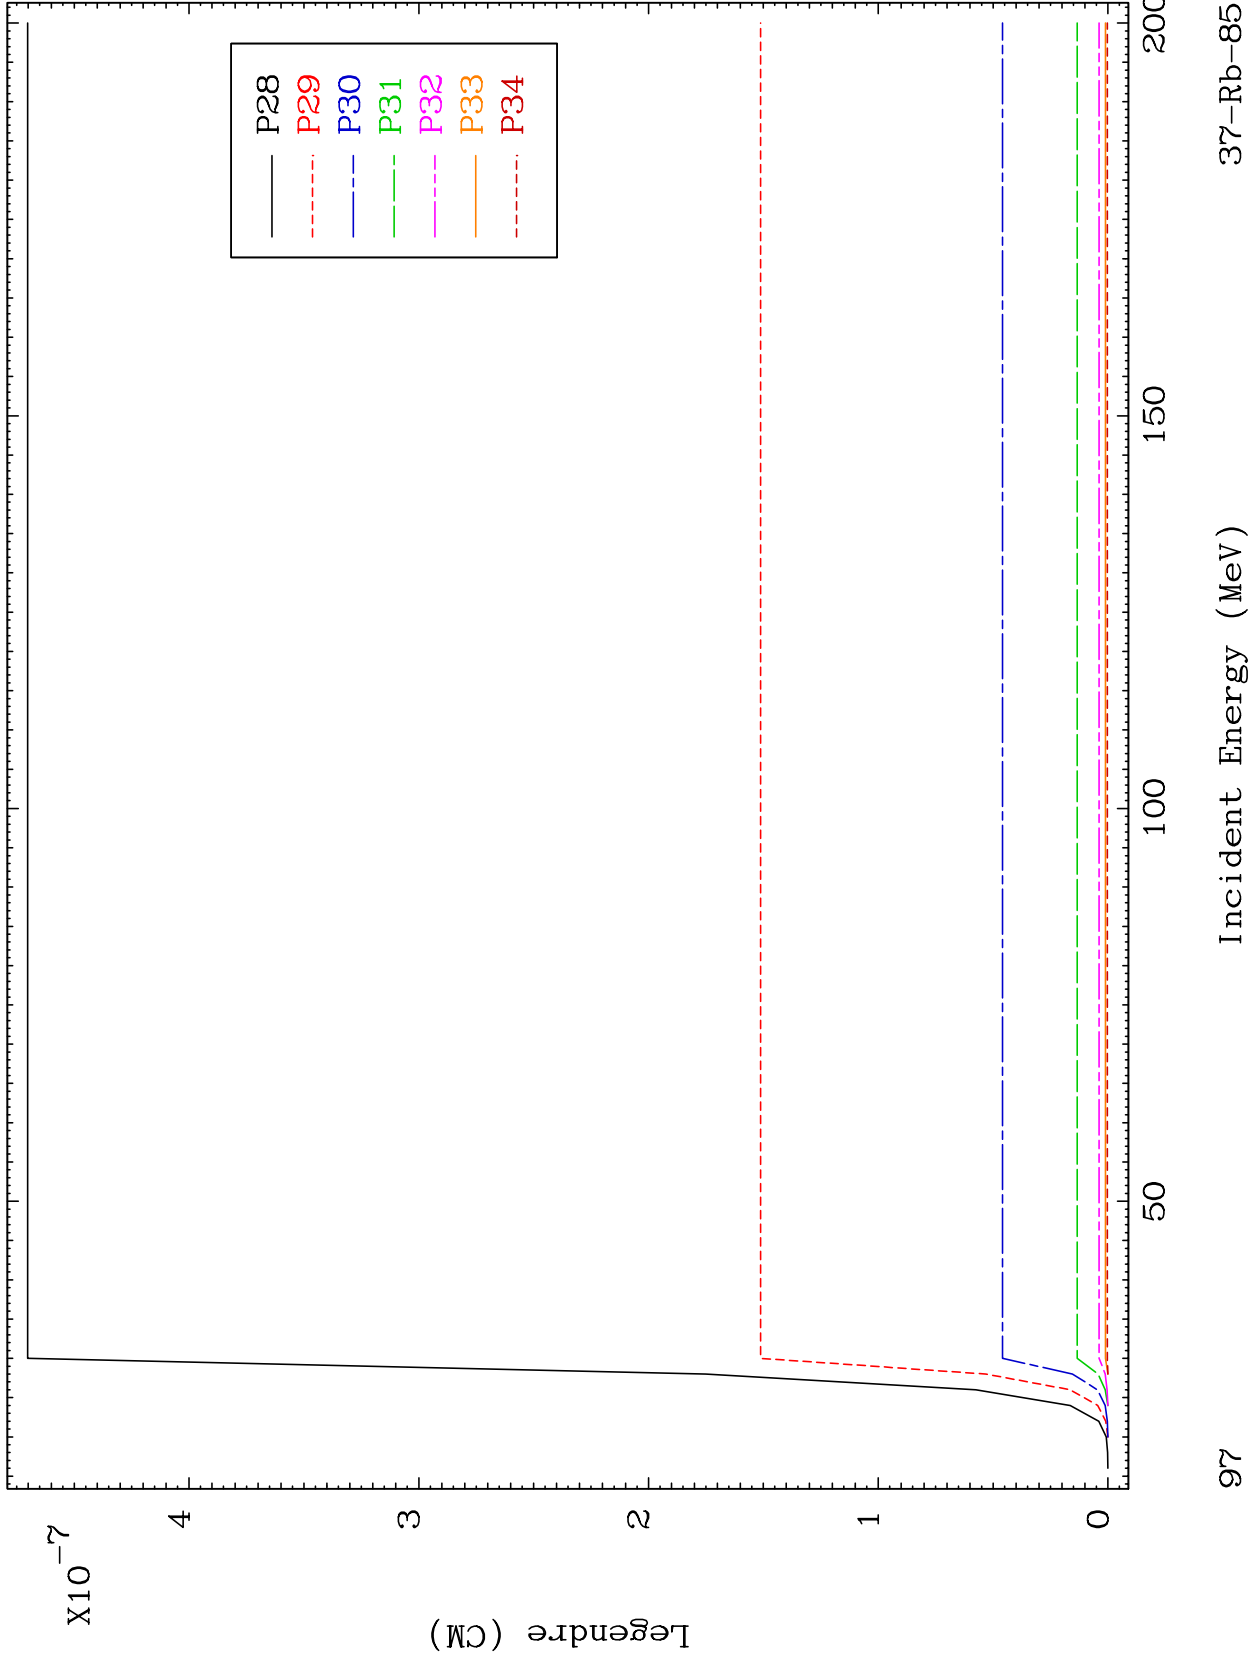 X10⁻⁷
4
3
2
1
0
Legendre (CM)
P28
P29
P30
P31
P32
P33
P34
50
100
150
200
Incident Energy (MeV)
97
37-Rb-85